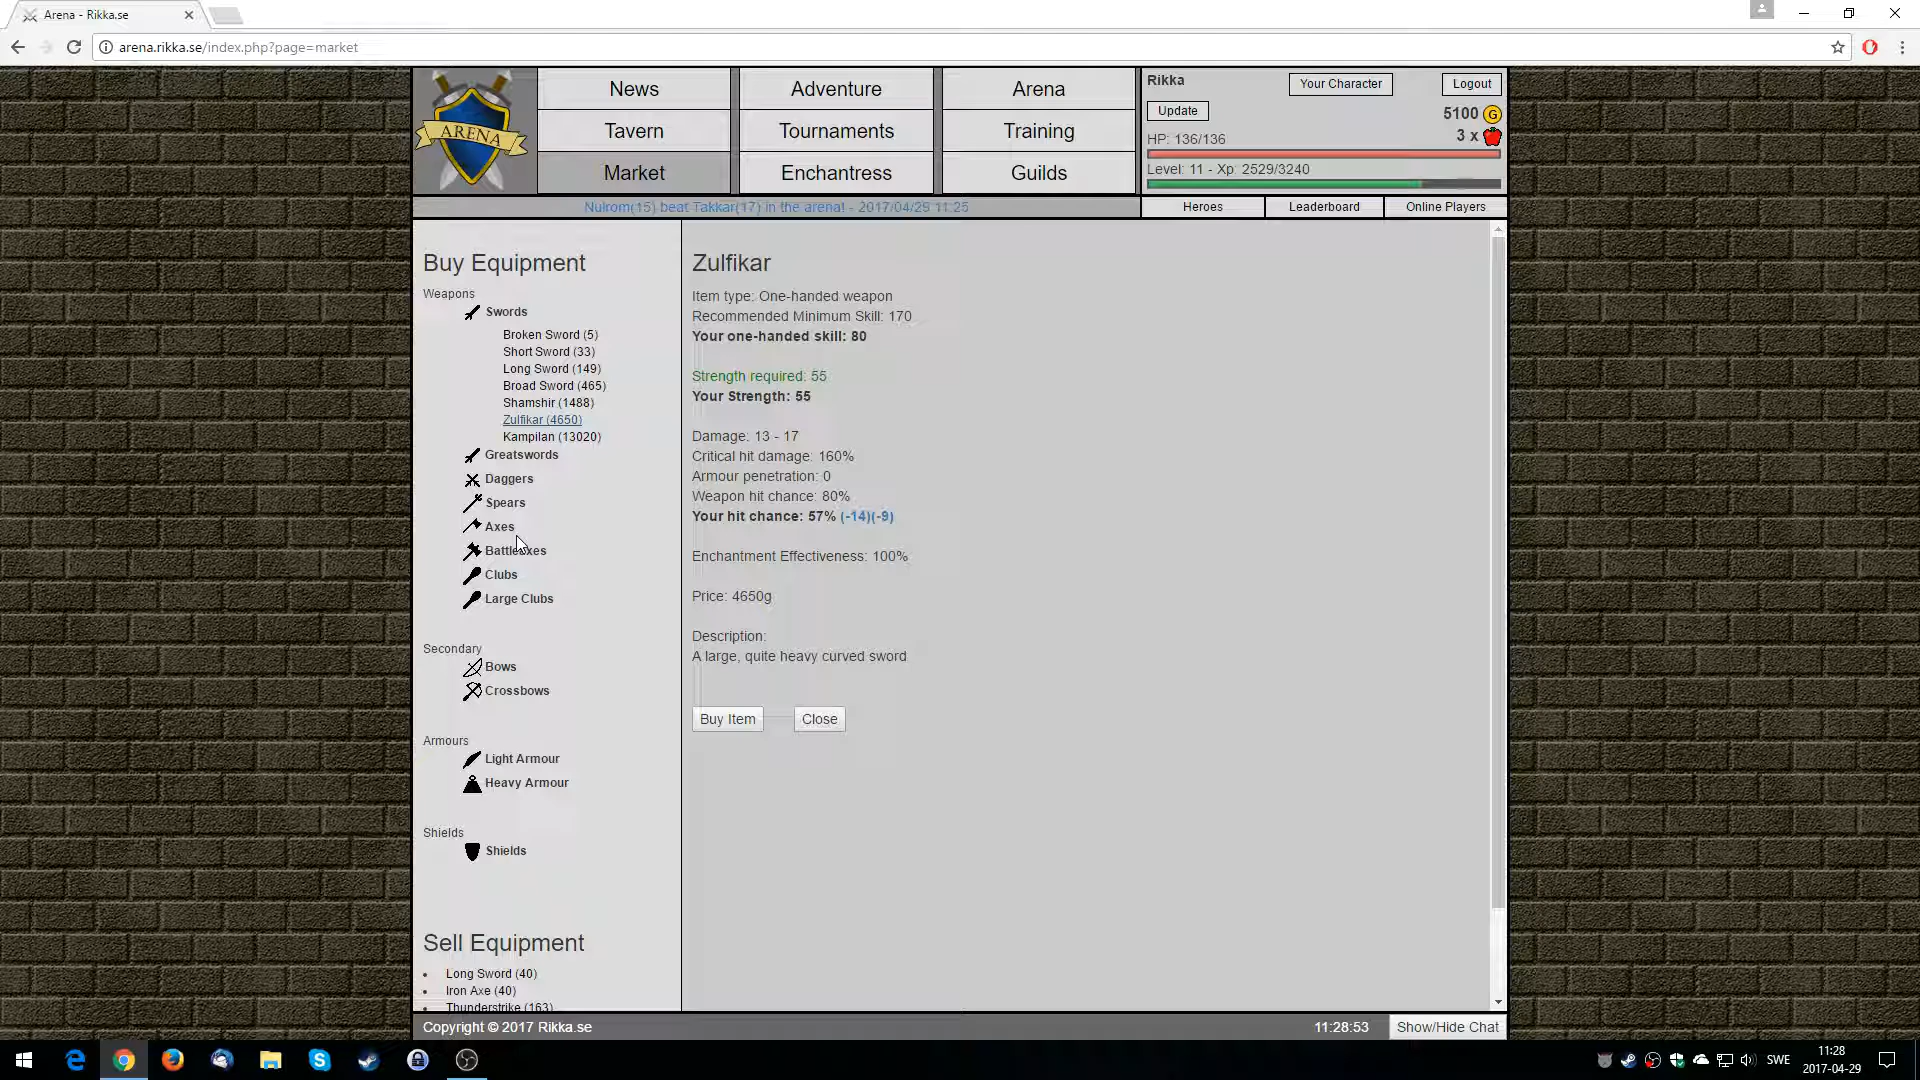 Arena - Rikka.se
arena.rikka.se/index.php?page=market
ARENA
News
Adventure
Arena
Tavern
Tournaments
Training
Market
Enchantress
Guilds
Rikka
Your Character
Logout
Update
5100 G
HP: 136/136
3 x
Level: 11 - Xp: 2529/3240
Nulrom(15) beat Takkar(17) in the arena! - 2017/04/29 11:25
Heroes
Leaderboard
Online Players
Buy Equipment
Weapons
Swords
Broken Sword (5)
Short Sword (33)
Long Sword (149)
Broad Sword (465)
Shamshir (1488)
Zulfikar (4650)
Kampilan (13020)
Greatswords
Daggers
Spears
Axes
Battleaxes
Clubs
Large Clubs
Secondary
Bows
Crossbows
Armours
Light Armour
Heavy Armour
Shields
Shields
Sell Equipment
Long Sword (40)
Iron Axe (40)
Thunderstrike (163)
Zulfikar
Item type: One-handed weapon
Recommended Minimum Skill: 170
Your one-handed skill: 80
Strength required: 55
Your Strength: 55
Damage: 13 - 17
Critical hit damage: 160%
Armour penetration: 0
Weapon hit chance: 80%
Your hit chance: 57% (-14)(-9)
Enchantment Effectiveness: 100%
Price: 4650g
Description:
A large, quite heavy curved sword
Buy Item
Close
Copyright © 2017 Rikka.se
11:28:53
Show/Hide Chat
SWE
11:28
2017-04-29